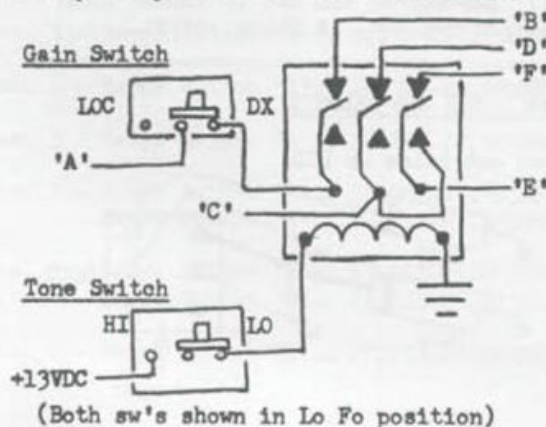 'B'
'D'
Gain Switch
'F'
LOC DX
'A'
'C'
'E'
Tone Switch
HI LO
+13VDC
(Both sw's shown in Lo Fo position)